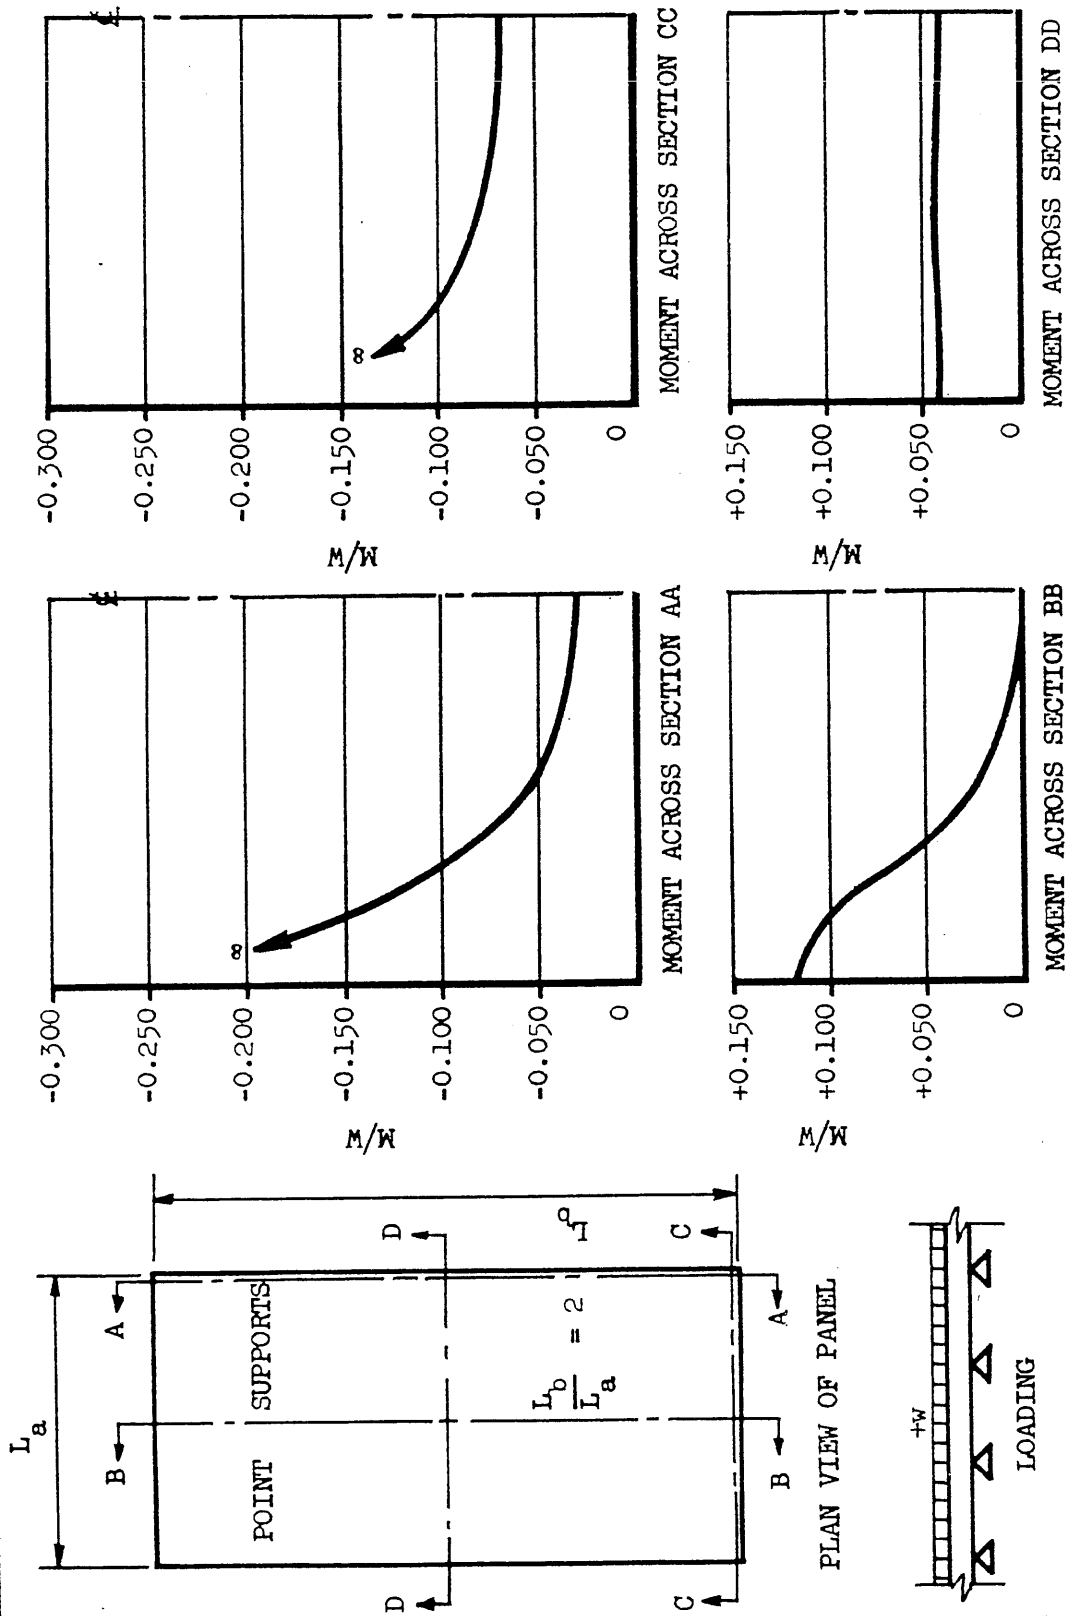 -0.300
-0.250
-0.200
-0.150
-0.100
-0.050
0
M/W
∞
℄
MOMENT ACROSS SECTION CC
+0.150
+0.100
+0.050
0
M/W
MOMENT ACROSS SECTION DD
-0.300
-0.250
-0.200
-0.150
-0.100
-0.050
0
M/W
∞
℄
MOMENT ACROSS SECTION AA
+0.150
+0.100
+0.050
0
M/W
MOMENT ACROSS SECTION BB
La
Lb
A
A
B
B
C
C
D
D
POINT SUPPORTS
Lb/La = 2
PLAN VIEW OF PANEL
+w
LOADING